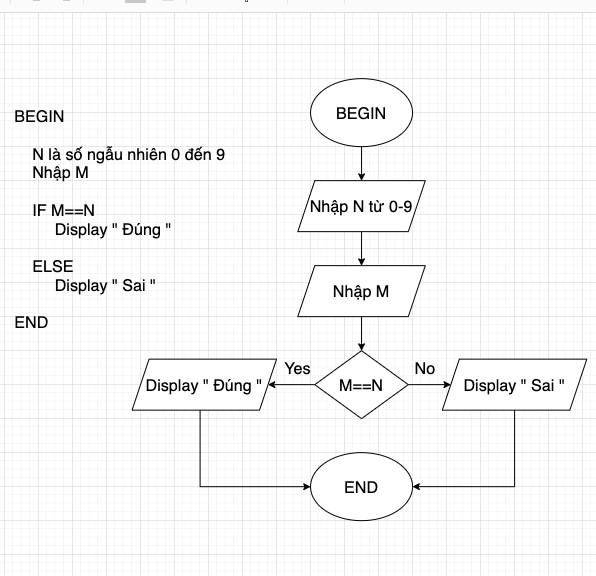 BEGIN
N là số ngẫu nhiên 0 đến 9
Nhập M
IF M==N
Display " Đúng "
ELSE
Display " Sai "
END
BEGIN
Nhập N từ 0-9
Nhập M
Yes
No
Display " Đúng "
M==N
Display " Sai "
END